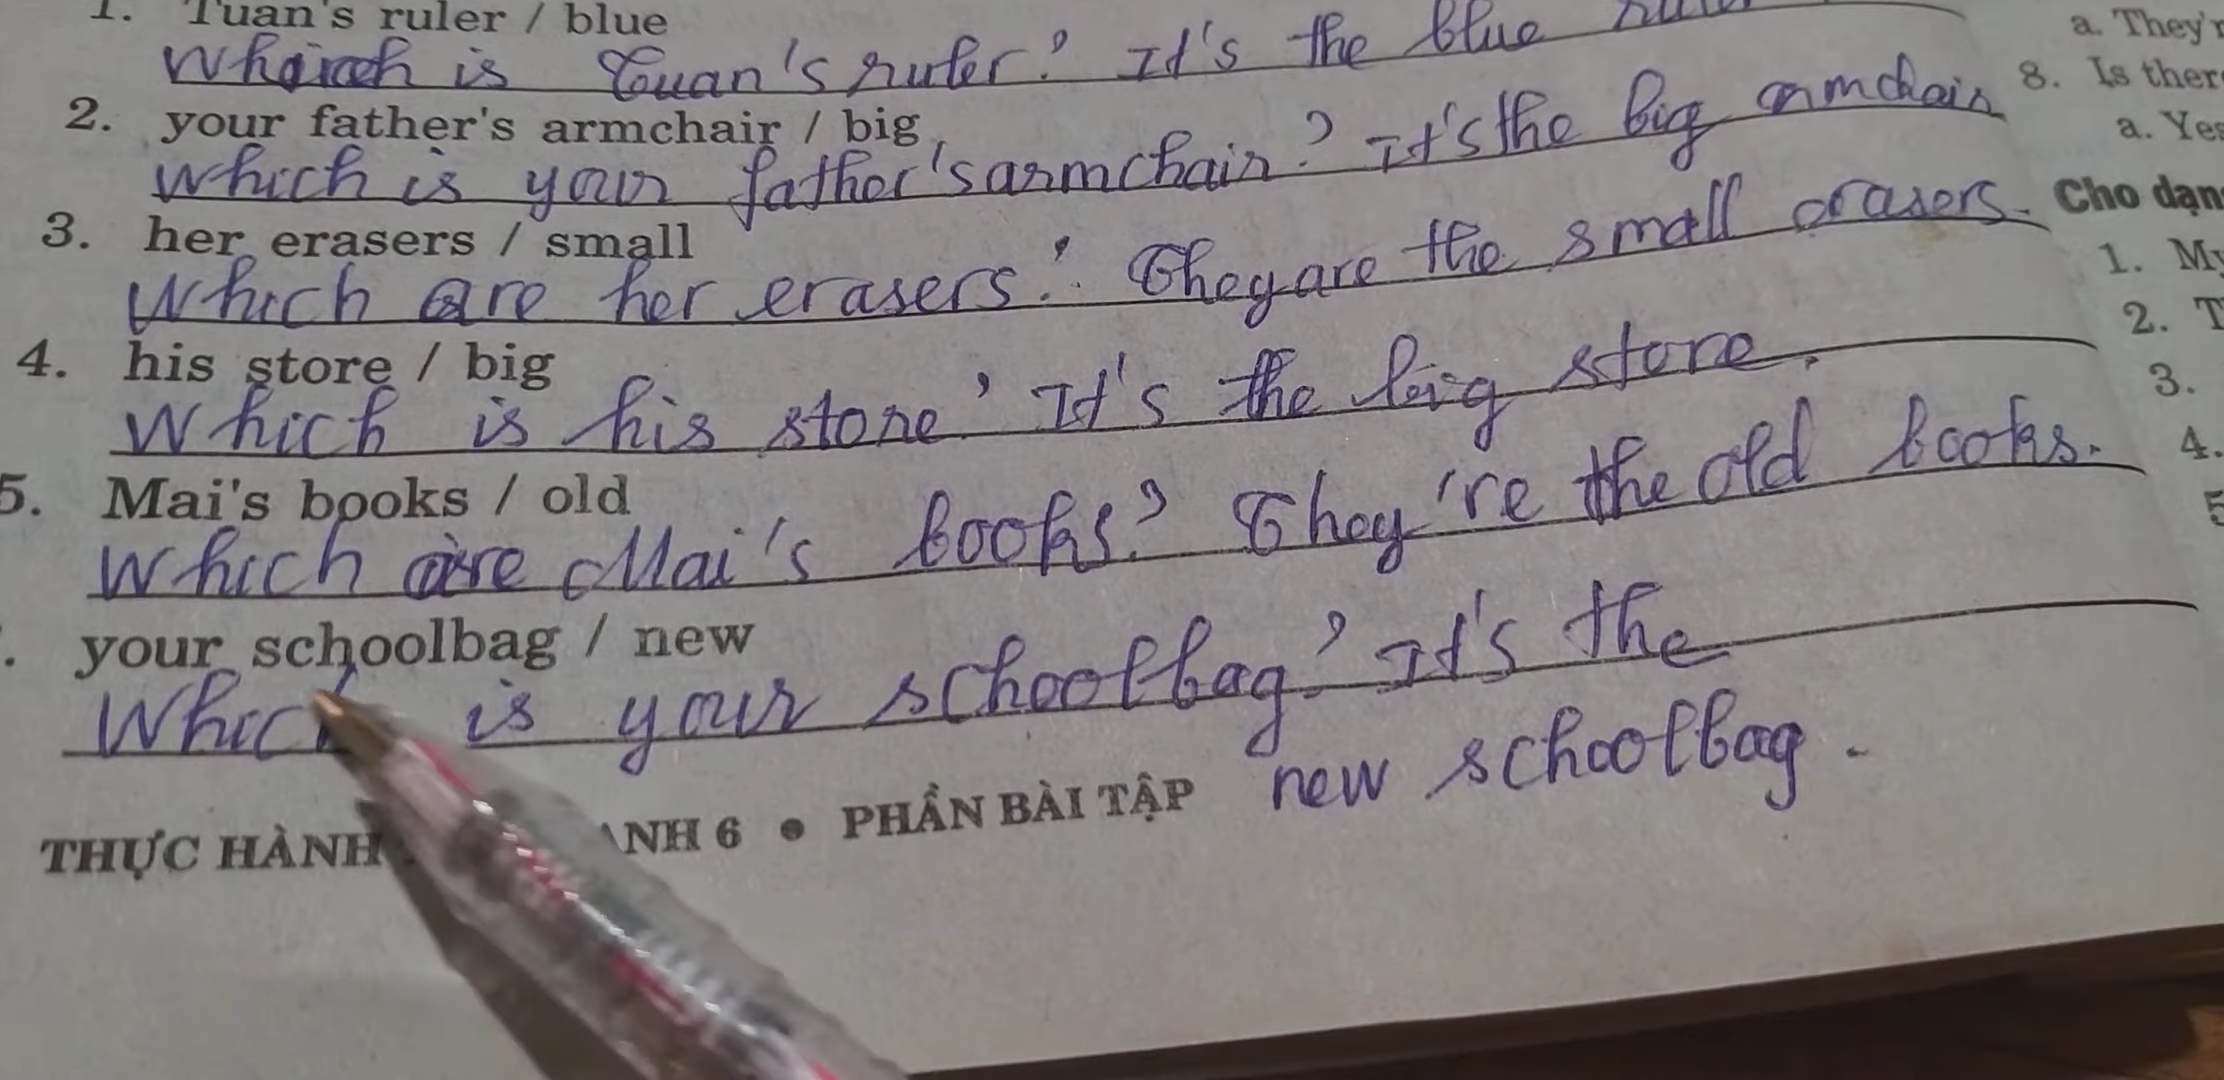 1. Tuan's ruler / blue
Which is Tuan's ruler? It's the blue
2. your father's armchair / big
Which is your father's armchair? It's the big armchair
3. her erasers / small
Which are her erasers? They are the small erasers.
4. his store / big
Which is his store? It's the big store.
5. Mai's books / old
Which are Mai's books? They're the old books.
. your schoolbag / new
Which is your schoolbag? It's the
new schoolbag.
THỰC HÀNH ANH 6 • PHẦN BÀI TẬP
a. They'r
8. Is ther
a. Yes
Cho dạn
1. My
2. T
3.
4.
5